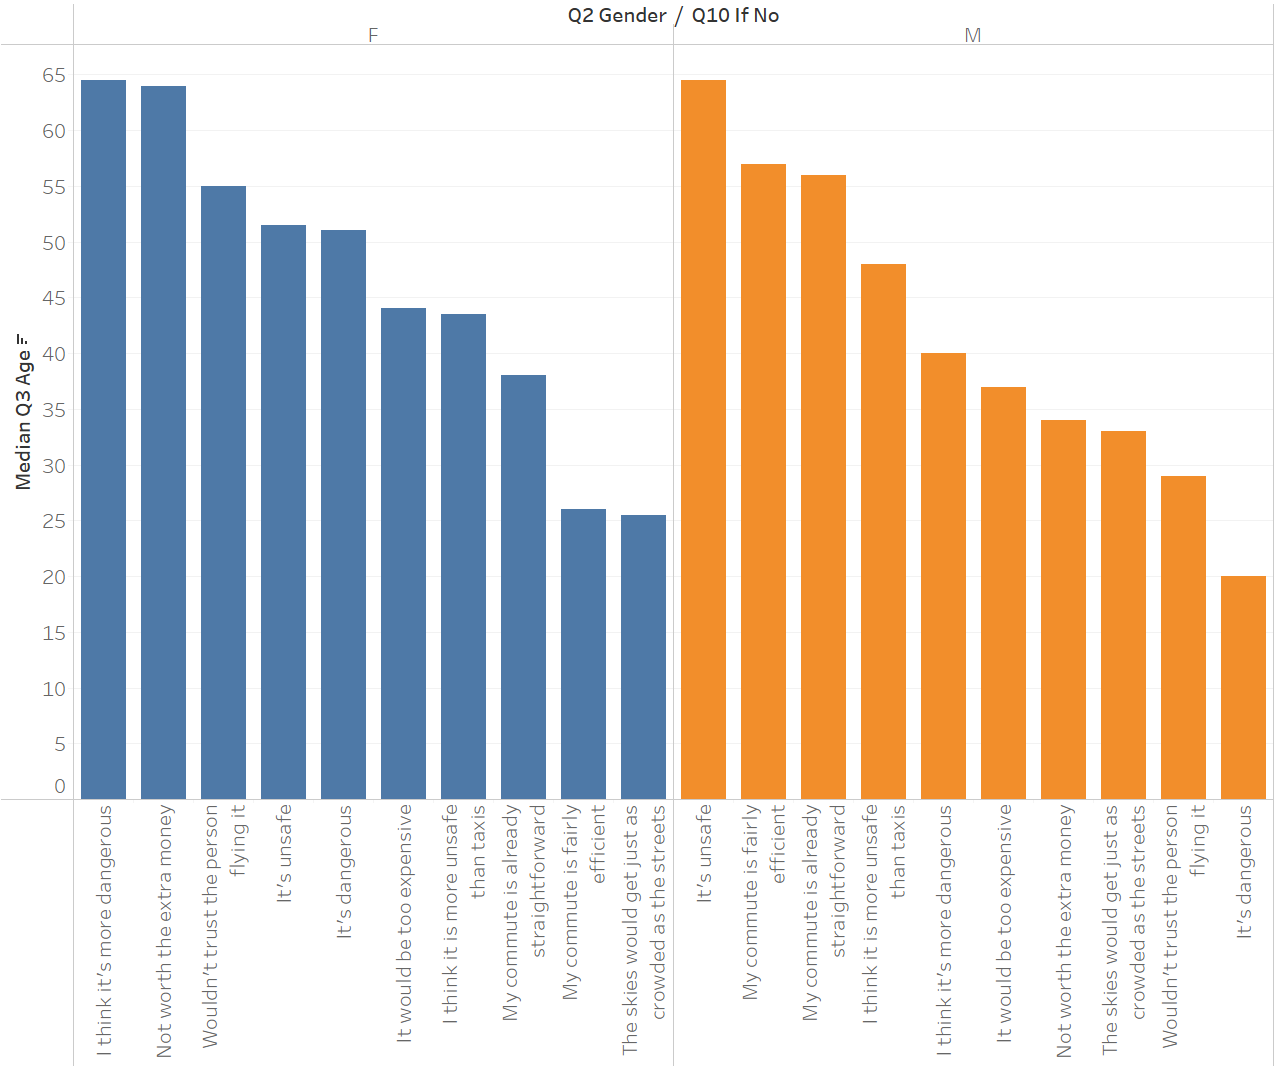 Q2 Gender / Q10 If No
F
M
Median Q3 Age
65
60
55
50
45
40
35
30
25
20
15
10
5
0
I think it's more dangerous
Not worth the extra money
Wouldn't trust the person
flying it
It's unsafe
It's dangerous
It would be too expensive
I think it is more unsafe
than taxis
My commute is already
straightforward
My commute is fairly
efficient
The skies would get just as
crowded as the streets
It's unsafe
My commute is fairly
efficient
My commute is already
straightforward
I think it is more unsafe
than taxis
I think it's more dangerous
It would be too expensive
Not worth the extra money
The skies would get just as
crowded as the streets
Wouldn't trust the person
flying it
It's dangerous